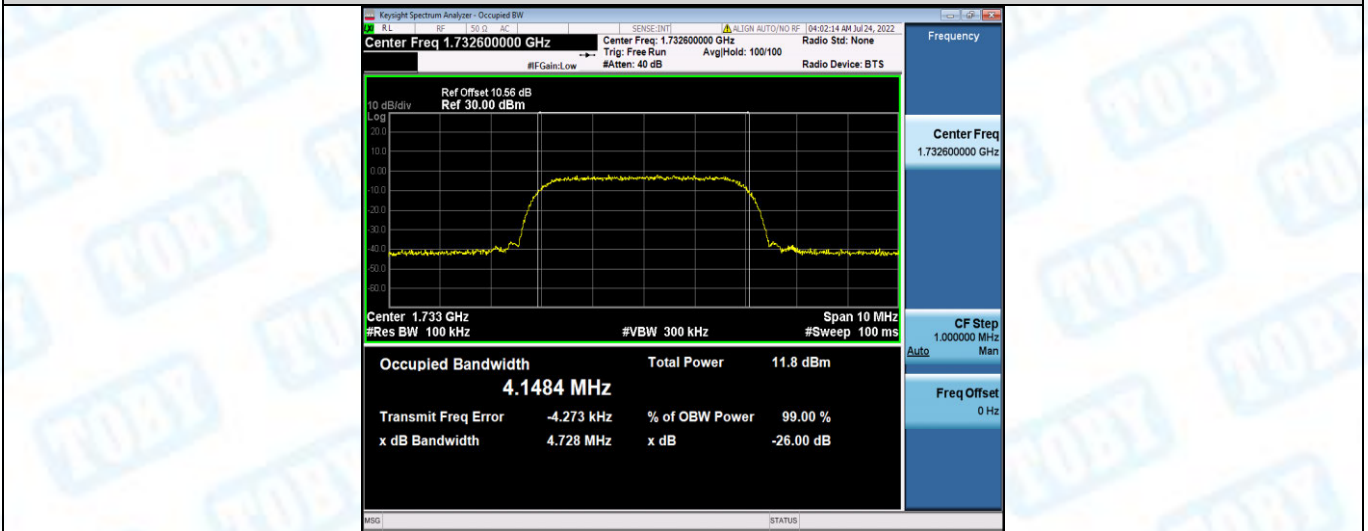 Keysight Spectrum Analyzer - Occupied BW
RL RF 50 Ω AC SENSE:INT ALIGN AUTO/NO RF 04:02:14 AM Jul 24, 2022
Center Freq 1.732600000 GHz
Center Freq: 1.732600000 GHz
Radio Std: None
Trig: Free Run Avg|Hold: 100/100
#IFGain:Low #Atten: 40 dB Radio Device: BTS
Frequency
Ref Offset 10.56 dB
10 dB/div Ref 30.00 dBm
Log
20.0
10.0
0.00
-10.0
-20.0
-30.0
-40.0
-50.0
-60.0
Center 1.733 GHz Span 10 MHz
#Res BW 100 kHz #VBW 300 kHz #Sweep 100 ms
Occupied Bandwidth Total Power 11.8 dBm
4.1484 MHz
Transmit Freq Error -4.273 kHz % of OBW Power 99.00 %
x dB Bandwidth 4.728 MHz x dB -26.00 dB
Center Freq
1.732600000 GHz
CF Step
1.000000 MHz
Auto Man
Freq Offset
0 Hz
MSG STATUS
TOBY
TOBY
TOBY
TOBY
TOBY
TOBY
TOBY